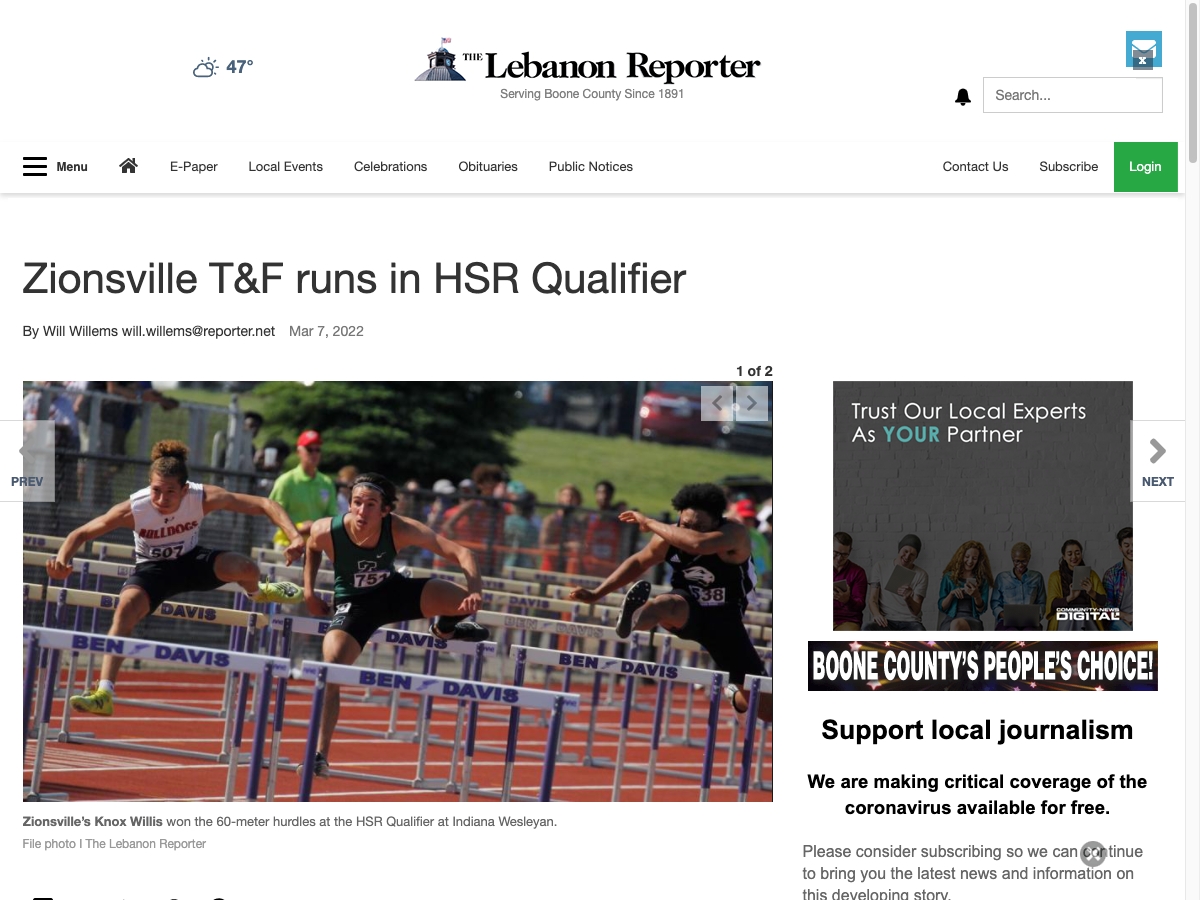 47°
THE Lebanon Reporter
Serving Boone County Since 1891
x
Search...
Menu
E-Paper
Local Events
Celebrations
Obituaries
Public Notices
Contact Us
Subscribe
Login
Zionsville T&F runs in HSR Qualifier
By Will Willems will.willems@reporter.net Mar 7, 2022
1 of 2
PREV
NEXT
BULLDOGS
507
T
751
538
BEN DAVIS
DAVIS
BEN DAVIS
BEN DAVIS
DAVIS
DAVIS
Trust Our Local Experts
As YOUR Partner
COMMUNITY-NEWS
DIGITAL
BOONE COUNTY'S PEOPLE'S CHOICE!
Support local journalism
We are making critical coverage of the
coronavirus available for free.
Zionsville's Knox Willis won the 60-meter hurdles at the HSR Qualifier at Indiana Wesleyan.
File photo I The Lebanon Reporter
Please consider subscribing so we can continue
to bring you the latest news and information on
this developing story.